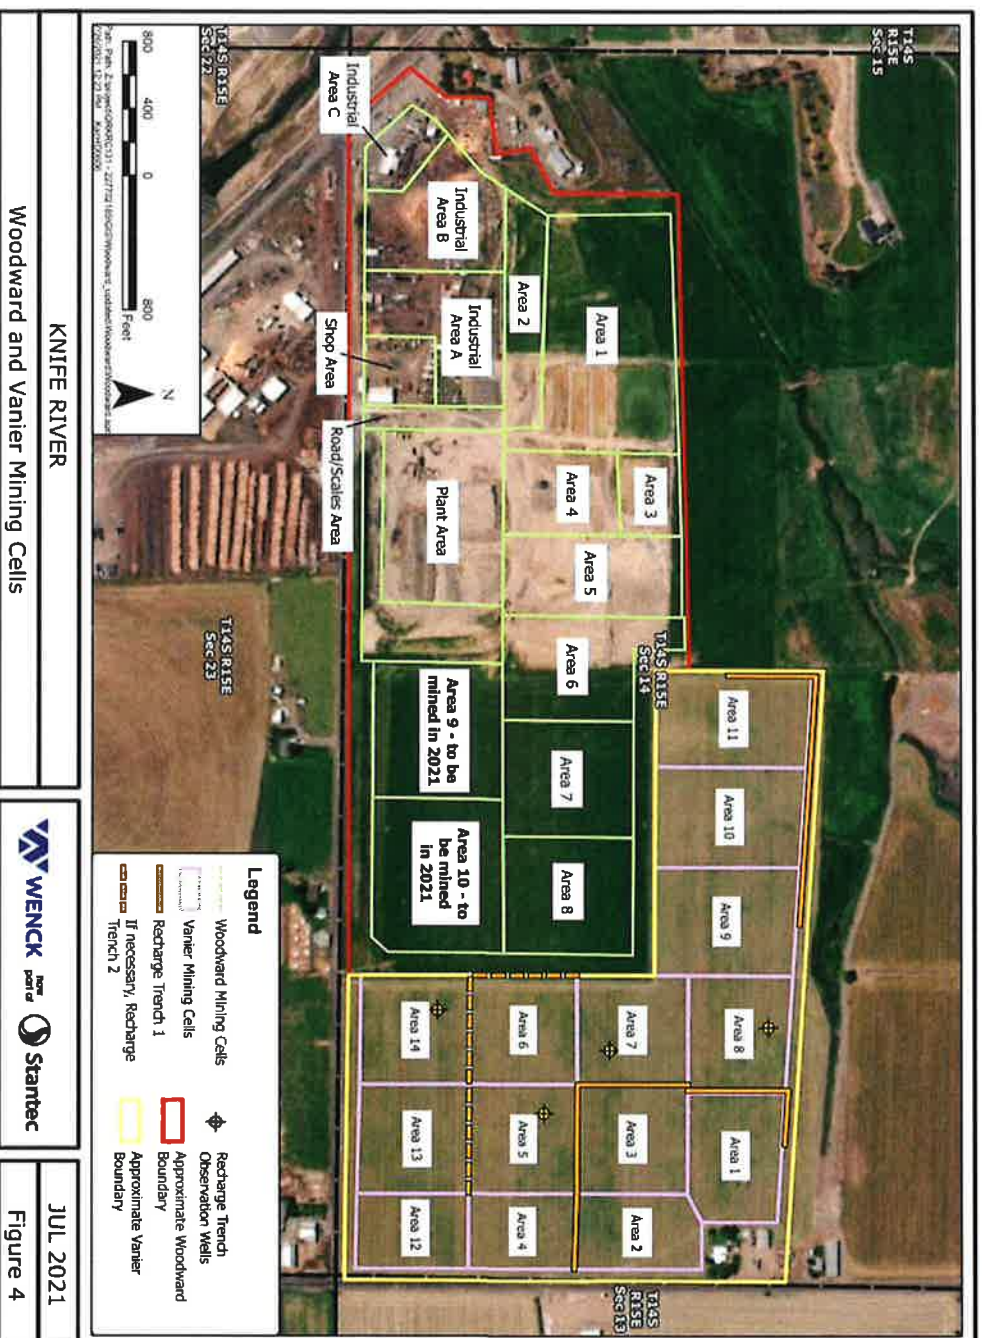 T14S
R15E
Sec 15
T14S R15E
Sec 22
Industrial
Area C
Industrial
Area B
Industrial
Area A
Shop Area
Road/Scales Area
Plant Area
Area 1
Area 2
Area 3
Area 4
Area 5
Area 6
Area 7
Area 8
Area 9 - to be
mined in 2021
Area 10 - to
be mined
in 2021
T14S R15E
Sec 14
T14S R15E
Sec 23
Area 11
Area 10
Area 9
Area 8
Area 7
Area 6
Area 14
Area 1
Area 3
Area 5
Area 13
Area 2
Area 4
Area 12
T14S
R15E
Sec 13
800 400 0 800
Feet
N
Legend
Woodward Mining Cells
Vanier Mining Cells
Recharge Trench 1
If necessary, Recharge
Trench 2
Recharge Trench
Observation Wells
Approximate Woodward
Boundary
Approximate Vanier
Boundary
KNIFE RIVER
Woodward and Vanier Mining Cells
WENCK
now
part of
Stantec
JUL 2021
Figure 4